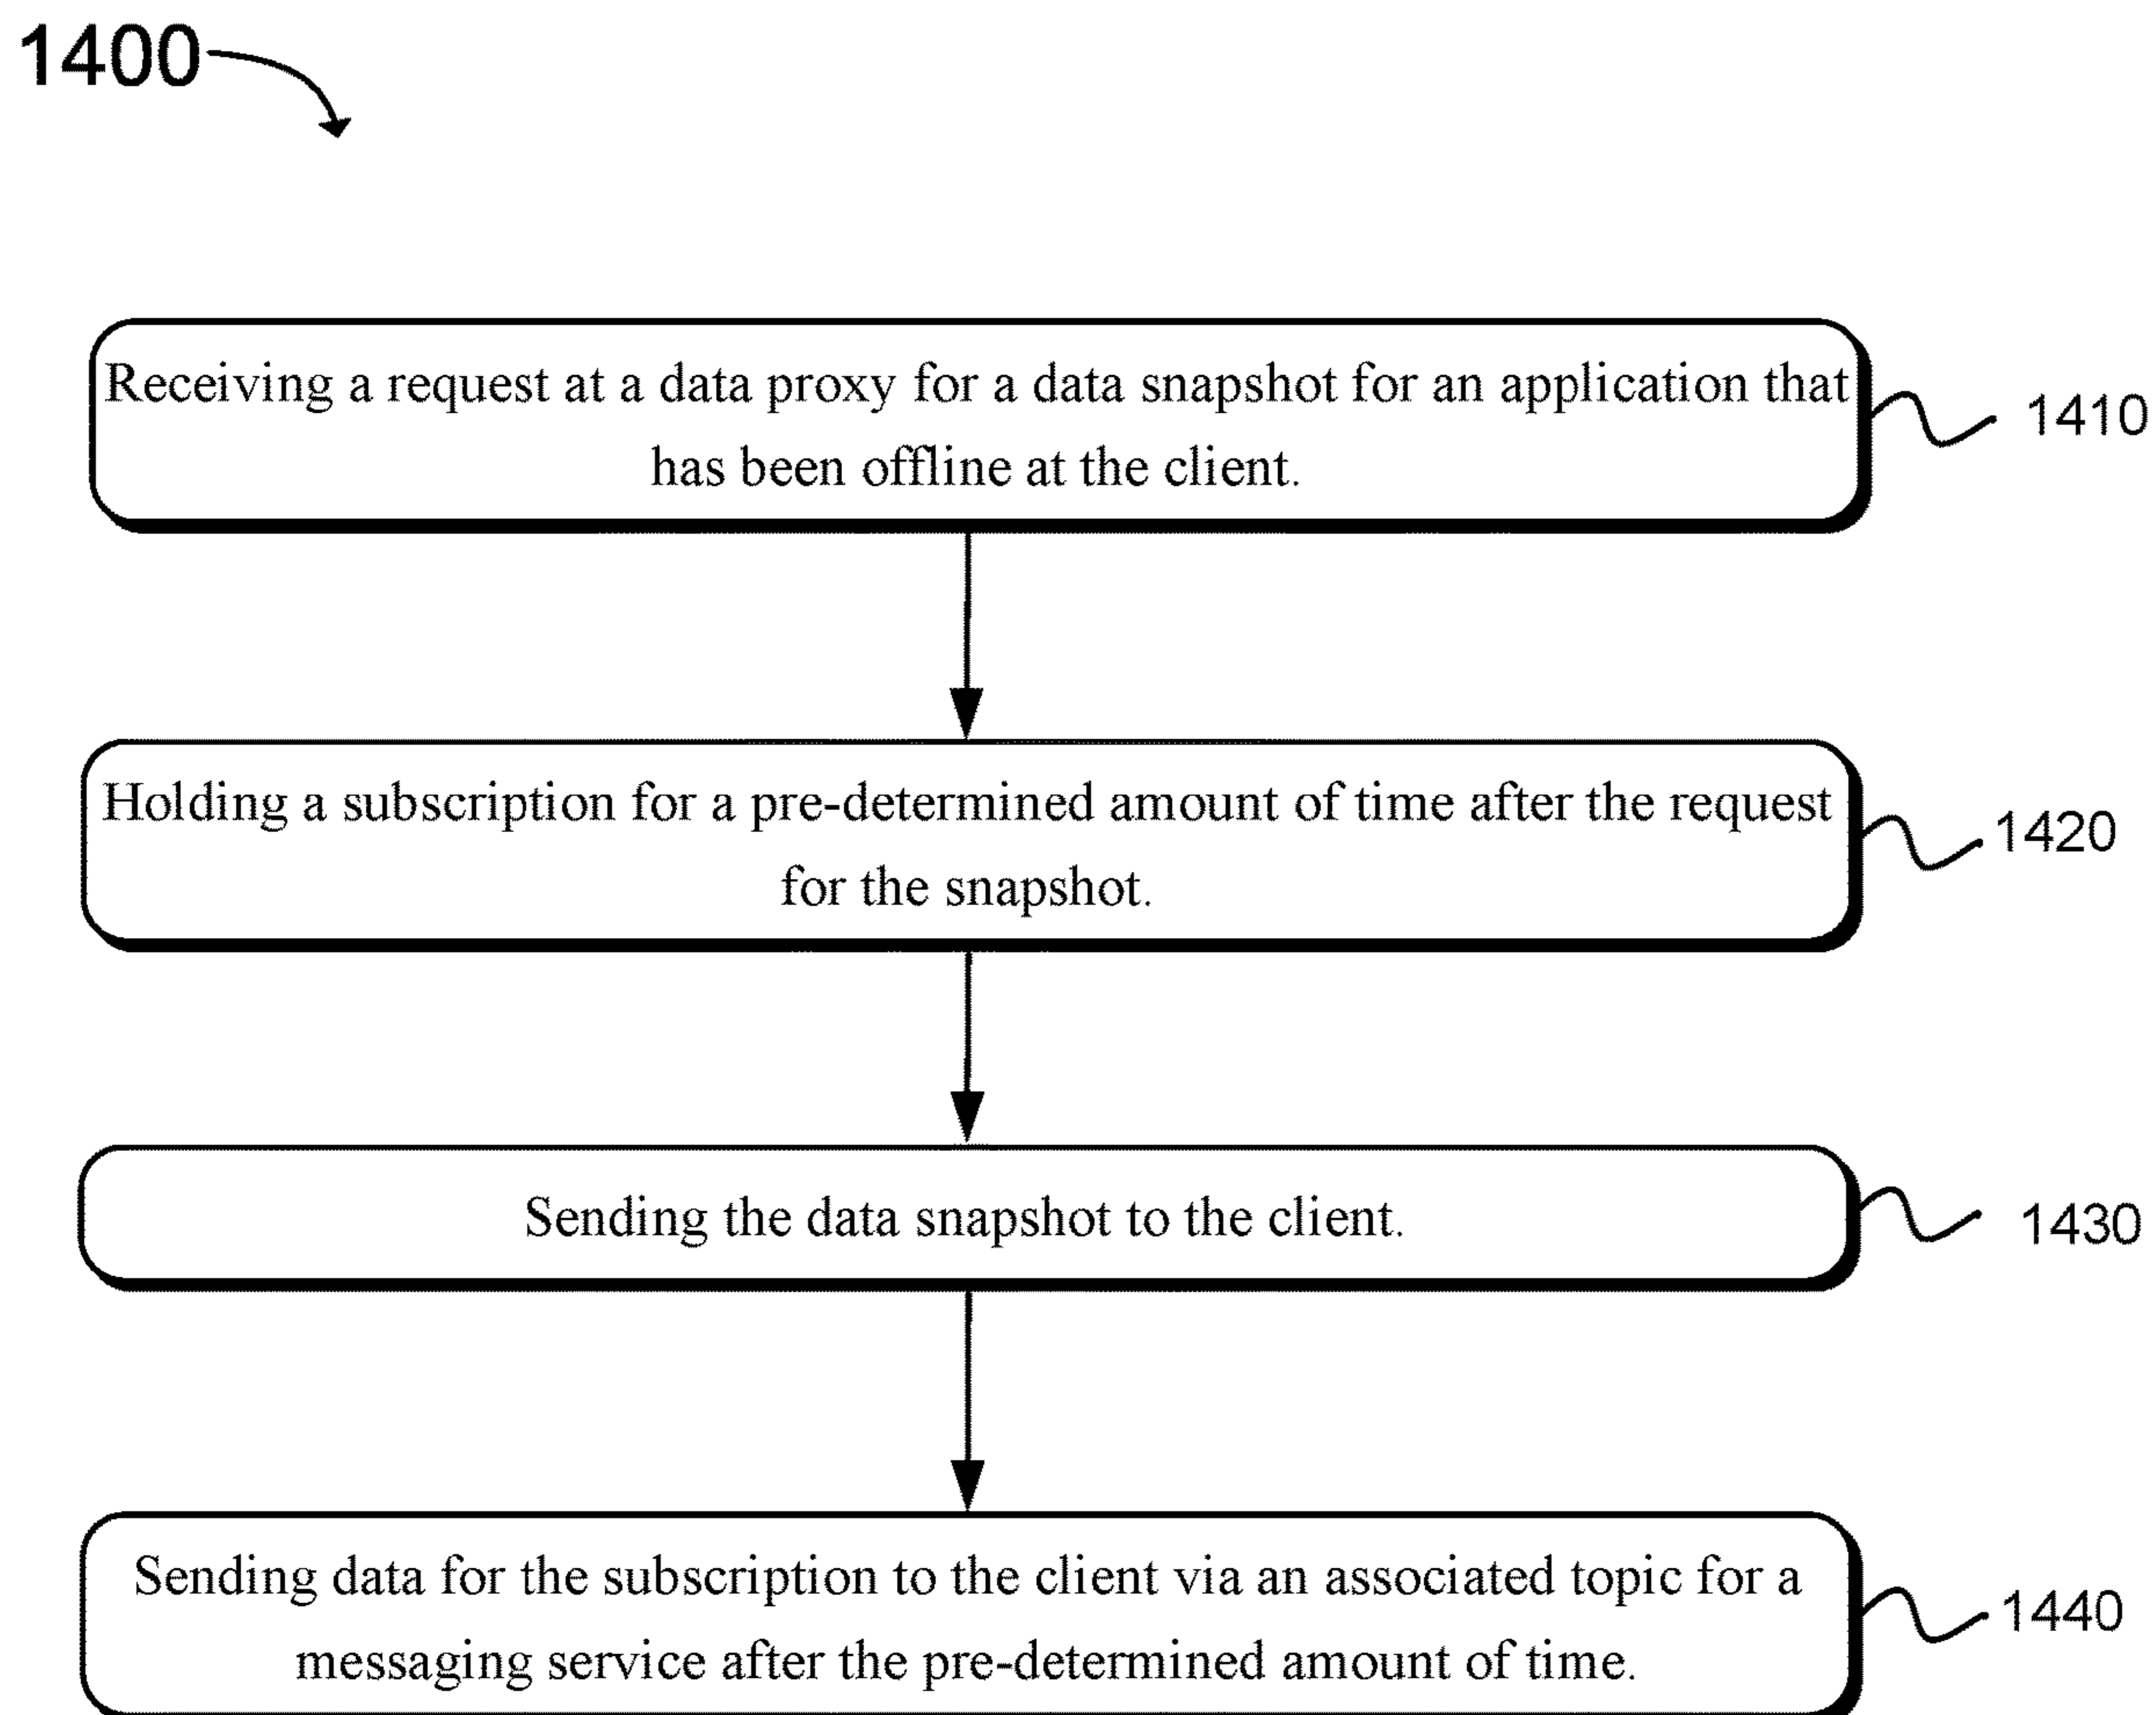 1400
Receiving a request at a data proxy for a data snapshot for an application that
has been offline at the client.
1410
Holding a subscription for a pre-determined amount of time after the request
for the snapshot.
1420
Sending the data snapshot to the client.
1430
Sending data for the subscription to the client via an associated topic for a
messaging service after the pre-determined amount of time.
1440